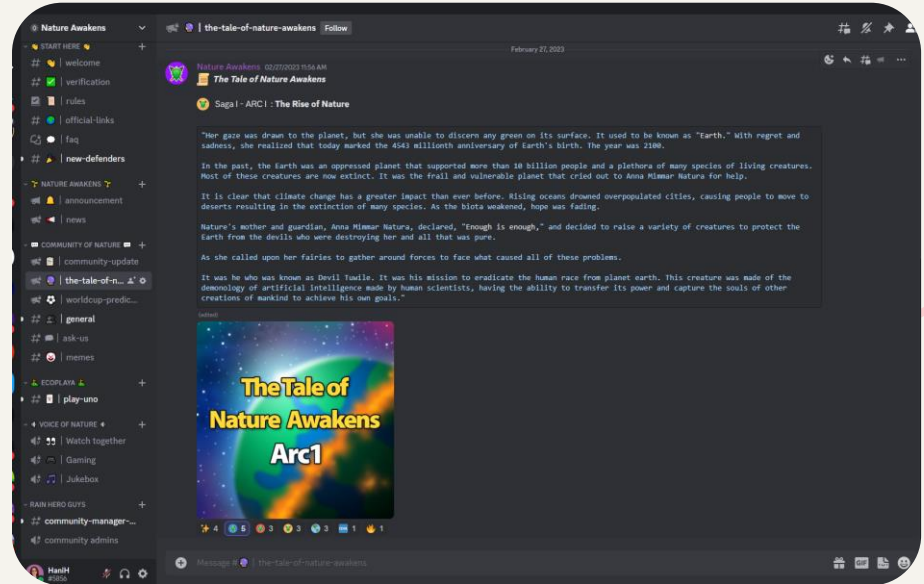 Nature Awakens
START HERE
| welcome
| verification
| rules
| official-links
| faq
| new-defenders
NATURE AWAKENS
| announcement
| news
COMMUNITY OF NATURE
| community-update
| the-tale-of-n...
| worldcup-predic...
| general
| ask-us
| memes
ECOPLAYA
| play-uno
VOICE OF NATURE
| Watch together
| Gaming
| Jukebox
RAIN HERO GUYS
community-manager-...
community admins
HaniH
#5856
| the-tale-of-nature-awakens Follow
February 27, 2023
Nature Awakens 02/27/2023 11:56 AM
The Tale of Nature Awakens
Saga I - ARC I : The Rise of Nature
"Her gaze was drawn to the planet, but she was unable to discern any green on its surface. It used to be known as "Earth." With regret and
sadness, she realized that today marked the 4543 millionth anniversary of Earth's birth. The year was 2100.
In the past, the Earth was an oppressed planet that supported more than 10 billion people and a plethora of many species of living creatures.
Most of these creatures are now extinct. It was the frail and vulnerable planet that cried out to Anna Mimmar Natura for help.
It is clear that climate change has a greater impact than ever before. Rising oceans drowned overpopulated cities, causing people to move to
deserts resulting in the extinction of many species. As the biota weakened, hope was fading.
Nature's mother and guardian, Anna Mimmar Natura, declared, "Enough is enough," and decided to raise a variety of creatures to protect the
Earth from the devils who were destroying her and all that was pure.
As she called upon her fairies to gather around forces to face what caused all of these problems.
It was he who was known as Devil Tuwile. It was his mission to eradicate the human race from planet earth. This creature was made of the
demonology of artificial intelligence made by human scientists, having the ability to transfer its power and capture the souls of other
creations of mankind to achieve his own goals."
(edited)
The Tale of
Nature Awakens
Arc1
4 5 3 3 3 1 1
Message # | the-tale-of-nature-awakens
GIF